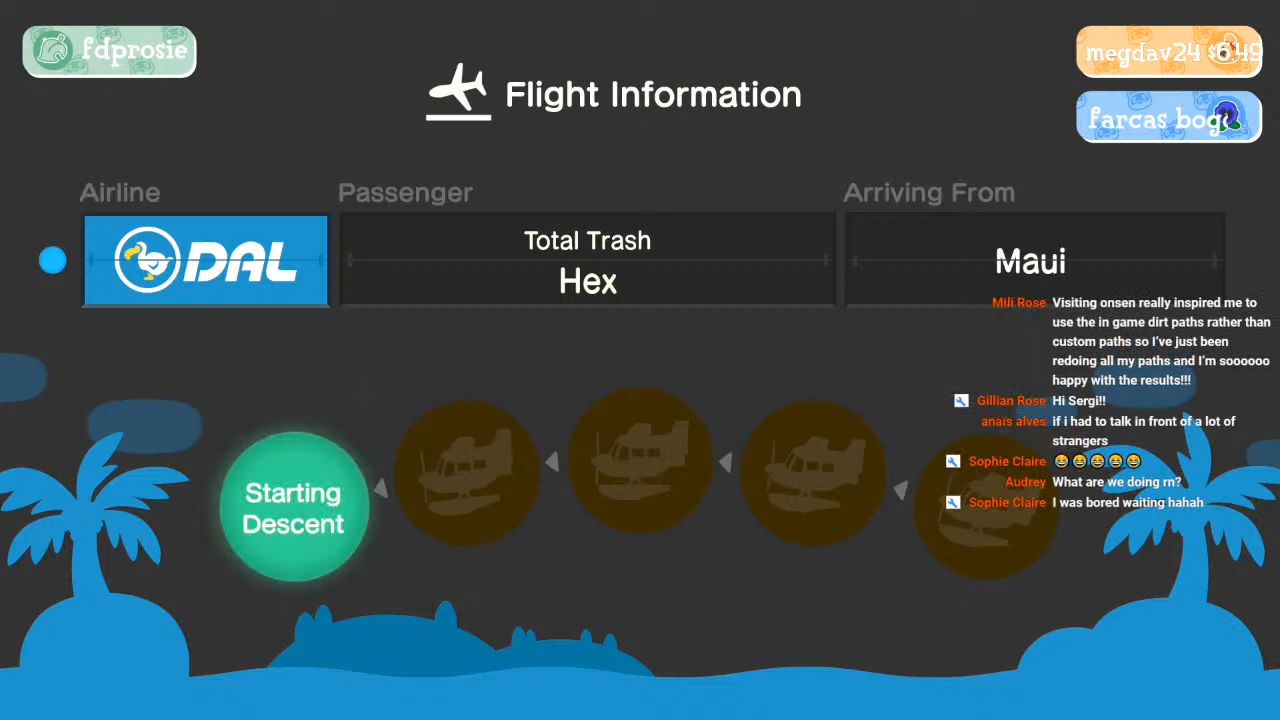 fdprosie
megdav24 $6.49
farcas bog
Flight Information
Airline
Passenger
Arriving From
DAL
Total Trash
Hex
Maui
Mili Rose Visiting onsen really inspired me to
use the in game dirt paths rather than
custom paths so I've just been
redoing all my paths and I'm soooooo
happy with the results!!!
Gillian Rose Hi Sergi!!
anaïs alves if i had to talk in front of a lot of
strangers
Sophie Claire 😂😂😂😂😂
Audrey What are we doing rn?
Sophie Claire I was bored waiting hahah
Starting
Descent